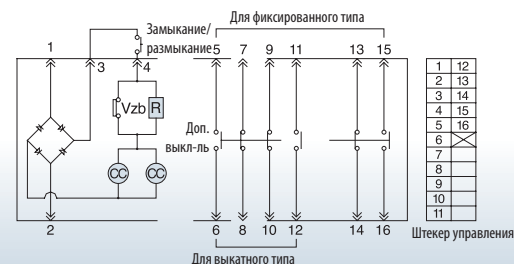 Для фиксированного типа
Замыкание/
размыкание
1 3 4 5 7 9 11 13 15
Vzb R
Доп.
выкл-ль
CC CC
2 6 8 10 12 14 16
Для выкатного типа
1 12
2 13
3 14
4 15
5 16
6
7
8
9
10
11
Штекер управления